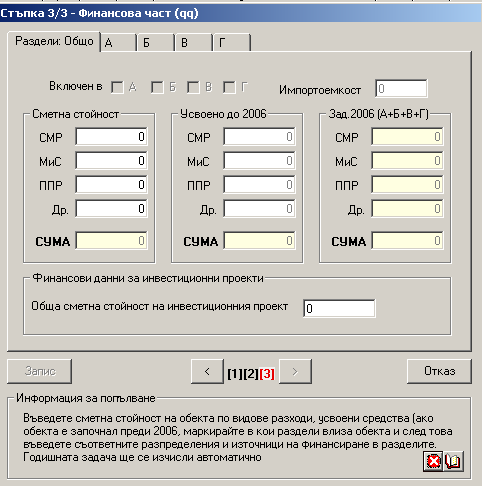 Стъпка 3/3 - Финансова част (qq)
Раздели: Общо А Б В Г
Включен в А Б В Г Импортоемкост 0
Сметна стойност Усвоено до 2006 Зад.2006 (А+Б+В+Г)
СМР 0 СМР 0 СМР 0
МиС 0 МиС 0 МиС 0
ППР 0 ППР 0 ППР 0
Др. 0 Др. 0 Др. 0
СУМА 0 СУМА 0 СУМА 0
Финансови данни за инвестиционни проекти
Обща сметна стойност на инвестиционния проект 0
Запис < [1][2][3] > Отказ
Информация за попълване
Въведете сметна стойност на обекта по видове разходи, усвоени средства (ако
обекта е започнал преди 2006, маркирайте в кои раздели влиза обекта и след това
въведете съответните разпределения и източници на финансиране в разделите.
Годишната задача ще се изчисли автоматично